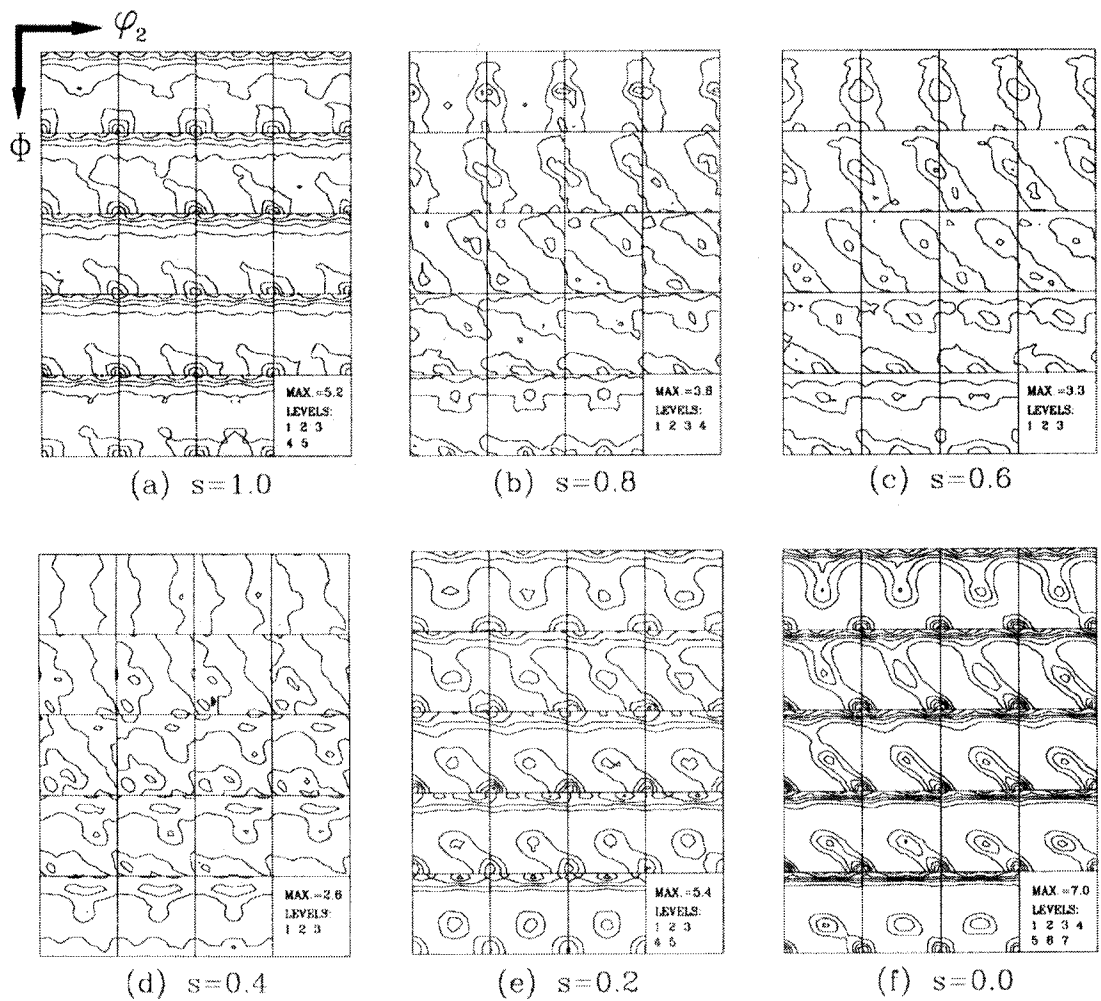 φ₂
Φ
MAX.=5.2
LEVELS:
1 2 3
4 5
(a) s=1.0
MAX.=3.8
LEVELS:
1 2 3 4
(b) s=0.8
MAX.=3.3
LEVELS:
1 2 3
(c) s=0.6
MAX.=2.6
LEVELS:
1 2 3
(d) s=0.4
MAX.=5.4
LEVELS:
1 2 3
4 5
(e) s=0.2
MAX.=7.0
LEVELS:
1 2 3 4
5 6 7
(f) s=0.0